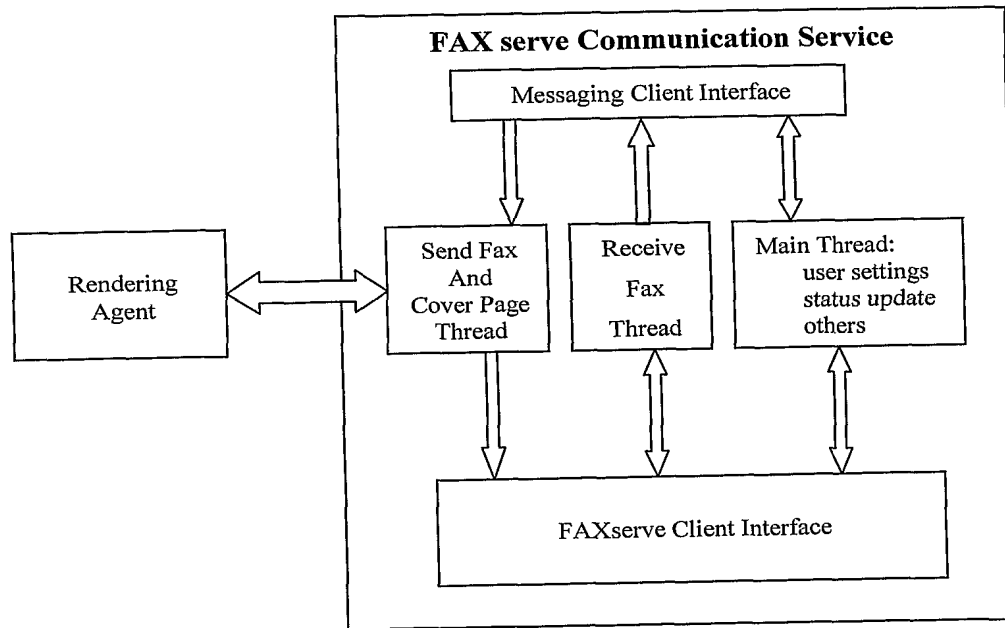 FAX serve Communication Service
Messaging Client Interface
Rendering
Agent
Send Fax
And
Cover Page
Thread
Receive
Fax
Thread
Main Thread:
user settings
status update
others
FAXserve Client Interface